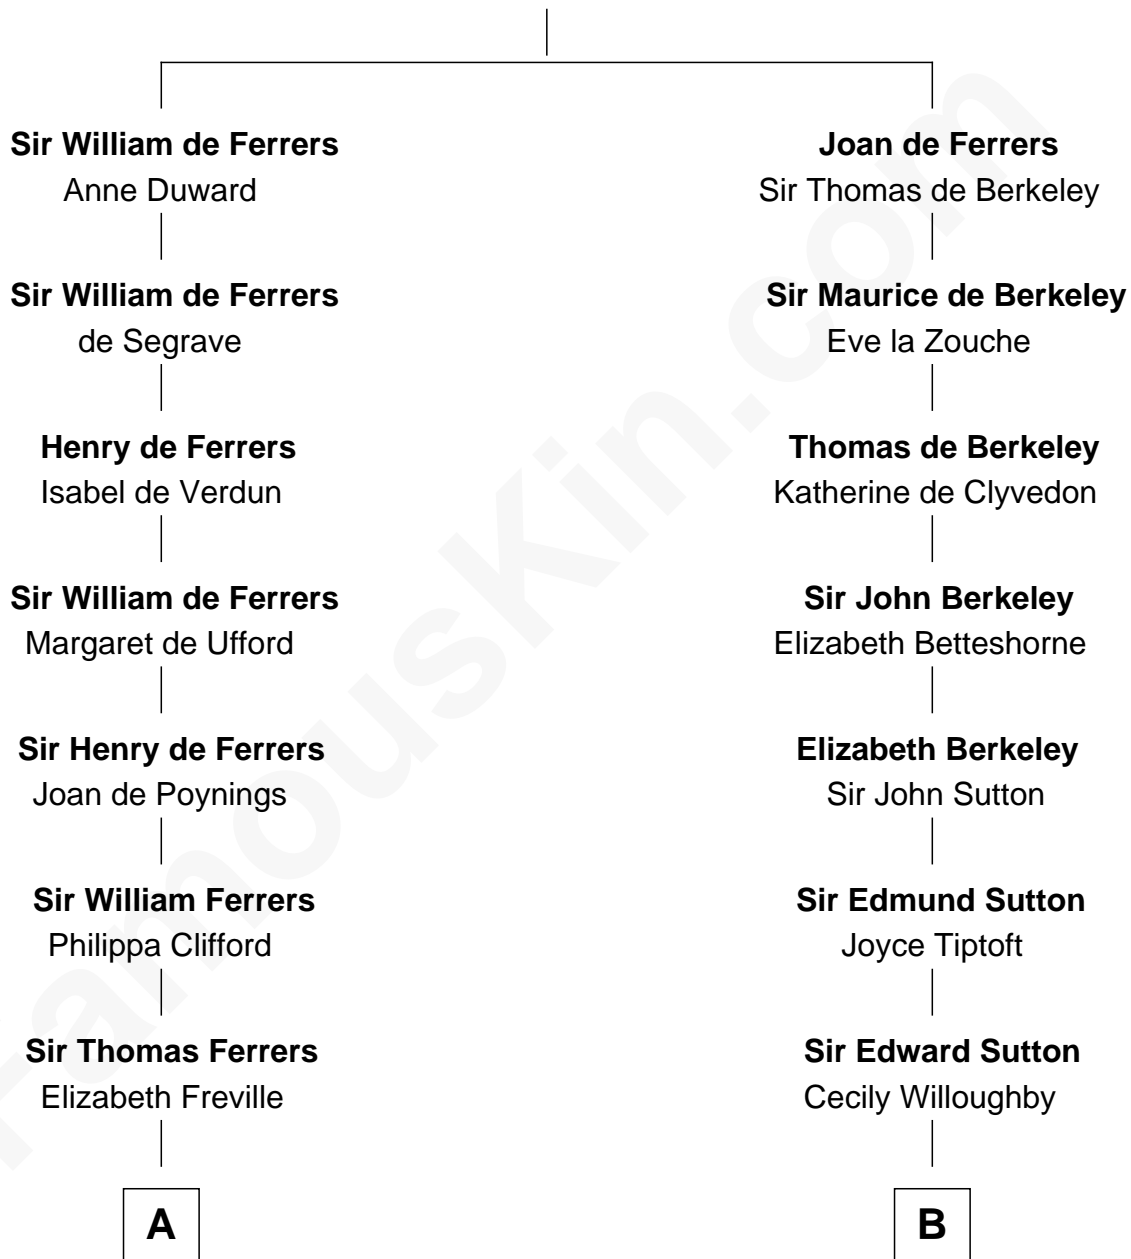 Sir William de Ferrers
Anne Duward
Sir William de Ferrers
de Segrave
Henry de Ferrers
Isabel de Verdun
Sir William de Ferrers
Margaret de Ufford
Sir Henry de Ferrers
Joan de Poynings
Sir William Ferrers
Philippa Clifford
Sir Thomas Ferrers
Elizabeth Freville
A
Joan de Ferrers
Sir Thomas de Berkeley
Sir Maurice de Berkeley
Eve la Zouche
Thomas de Berkeley
Katherine de Clyvedon
Sir John Berkeley
Elizabeth Betteshorne
Elizabeth Berkeley
Sir John Sutton
Sir Edmund Sutton
Joyce Tiptoft
Sir Edward Sutton
Cecily Willoughby
B
FamousKin.com